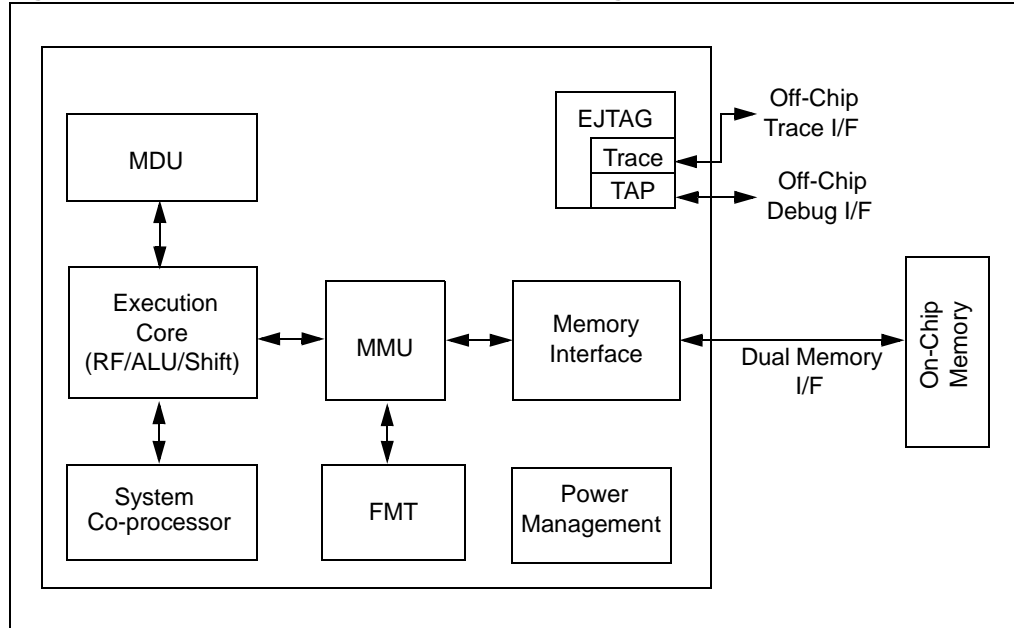 MDU
EJTAG
Trace
TAP
Off-Chip
Trace I/F
Off-Chip
Debug I/F
Execution
Core
(RF/ALU/Shift)
MMU
Memory
Interface
Dual Memory
I/F
On-Chip
Memory
System
Co-processor
FMT
Power
Management